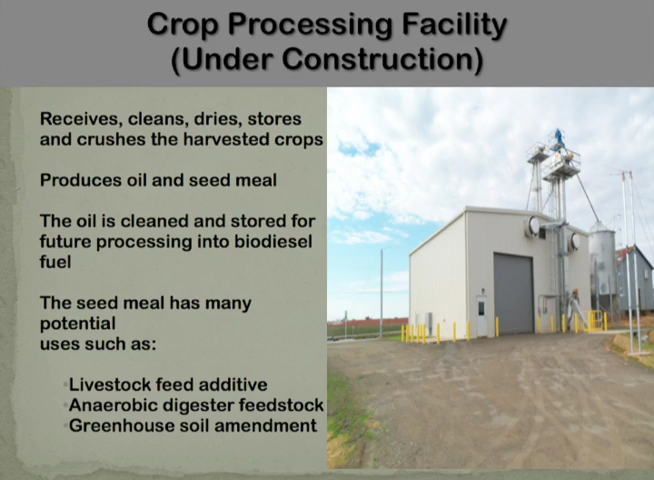 Crop Processing Facility
(Under Construction)
Receives, cleans, dries, stores
and crushes the harvested crops
Produces oil and seed meal
The oil is cleaned and stored for
future processing into biodiesel
fuel
The seed meal has many
potential
uses such as:
Livestock feed additive
Anaerobic digester feedstock
Greenhouse soil amendment